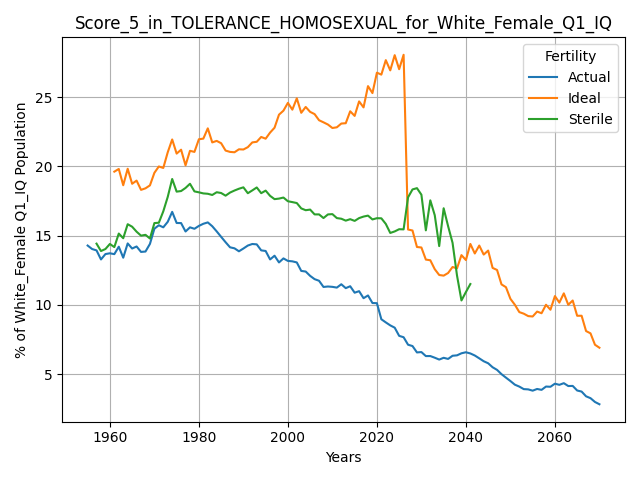 Score_5_in_TOLERANCE_HOMOSEXUAL_for_White_Female_Q1_IQ
% of White_Female Q1_IQ Population
25
20
15
10
5
Fertility
Actual
Ideal
Sterile
1960
1980
2000
2020
2040
2060
Years